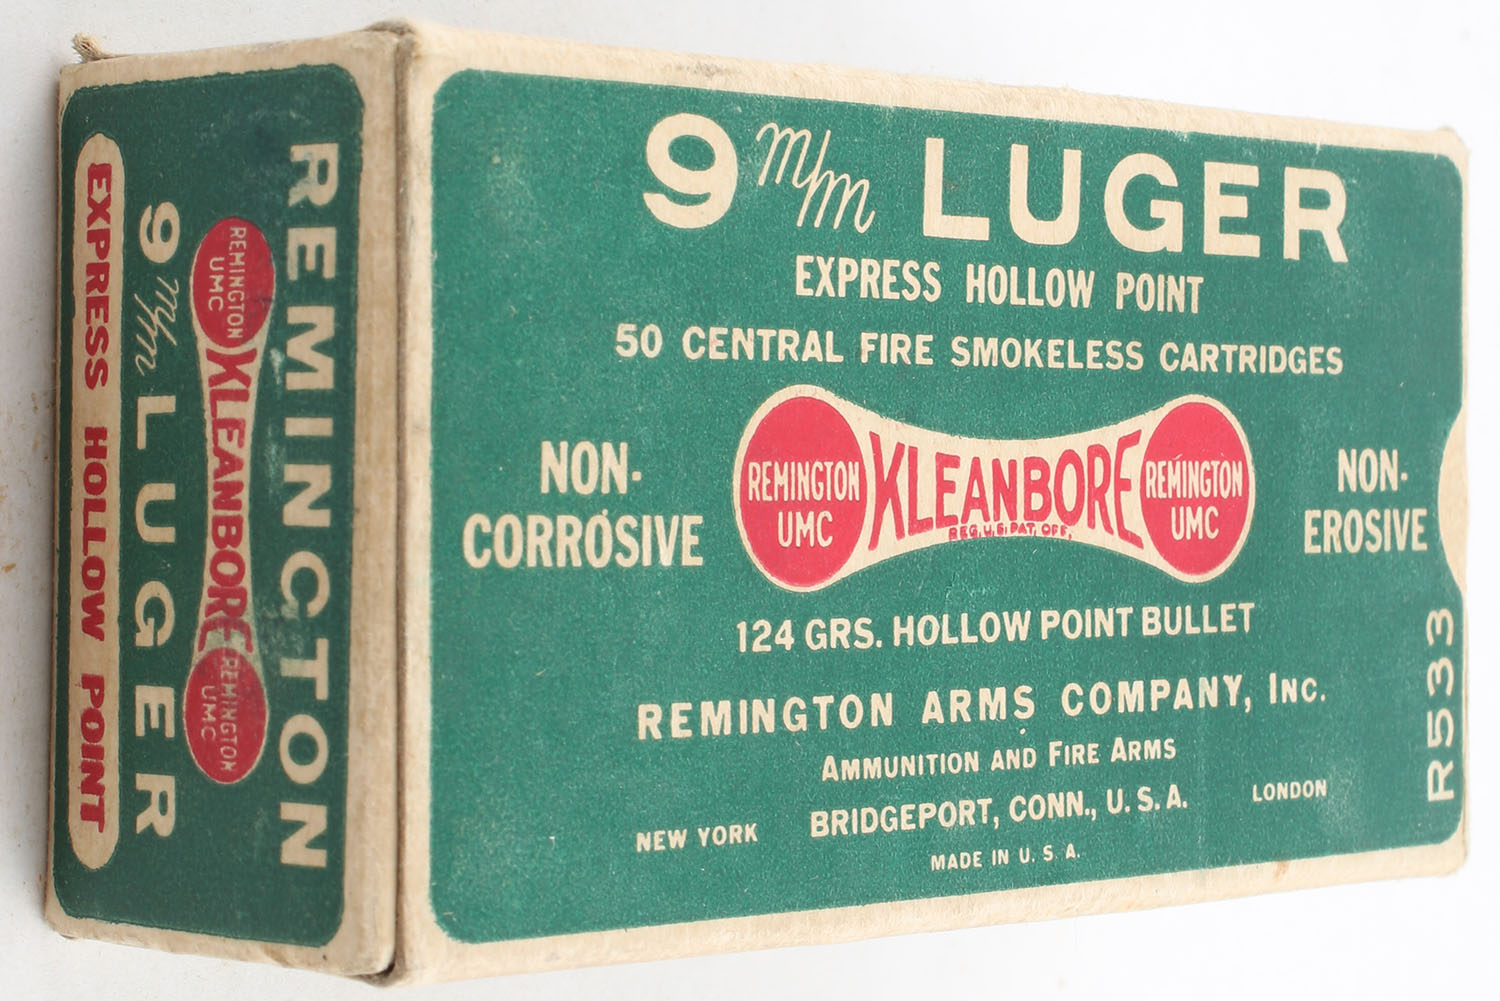 9 m/m LUGER
EXPRESS HOLLOW POINT
50 CENTRAL FIRE SMOKELESS CARTRIDGES
NON-
CORROSIVE
REMINGTON
UMC
KLEANBORE
REG. U.S. PAT. OFF.
REMINGTON
UMC
NON-
EROSIVE
124 GRS. HOLLOW POINT BULLET
REMINGTON ARMS COMPANY, INC.
AMMUNITION AND FIRE ARMS
NEW YORK
BRIDGEPORT, CONN., U. S. A.
LONDON
MADE IN U. S. A.
R533
REMINGTON
REMINGTON
UMC
KLEANBORE
REMINGTON
UMC
9 m/m LUGER
EXPRESS HOLLOW POINT